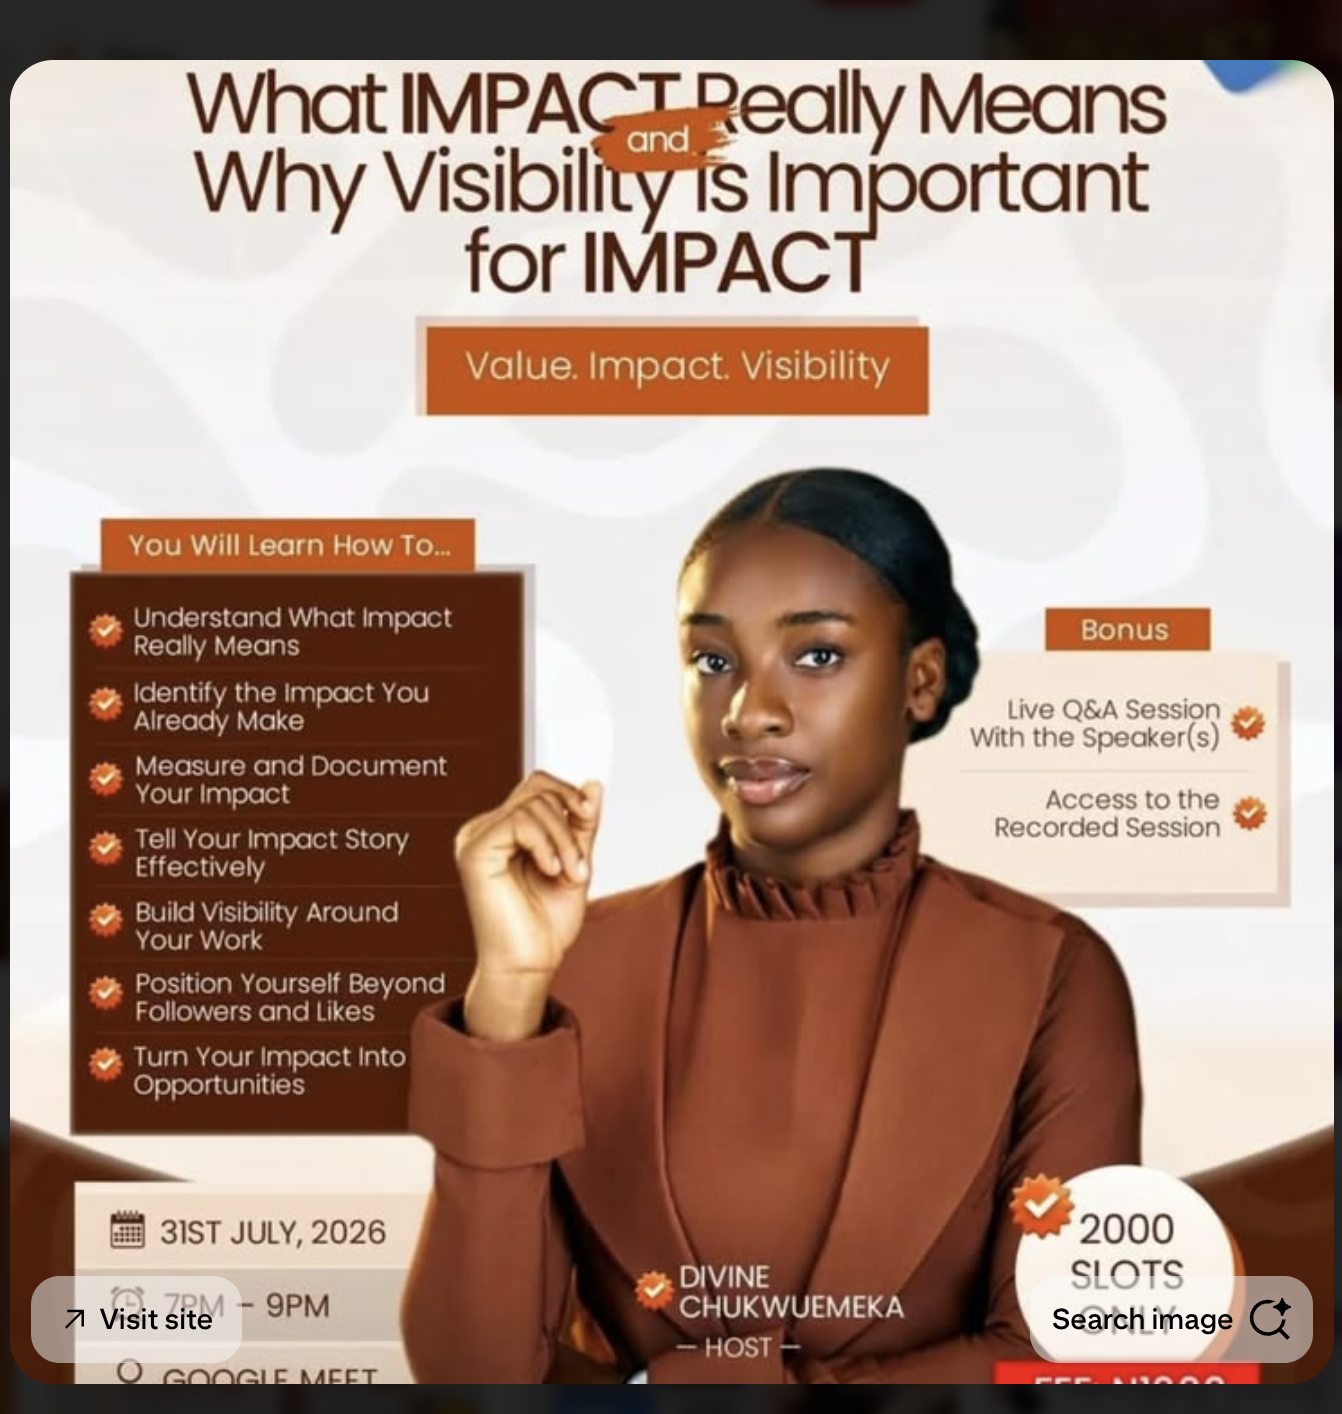 What IMPACT Really Means
and
Why Visibility is Important
for IMPACT
Value. Impact. Visibility
You Will Learn How To...
Understand What Impact
Really Means
Identify the Impact You
Already Make
Measure and Document
Your Impact
Tell Your Impact Story
Effectively
Build Visibility Around
Your Work
Position Yourself Beyond
Followers and Likes
Turn Your Impact Into
Opportunities
Bonus
Live Q&A Session
With the Speaker(s)
Access to the
Recorded Session
31ST JULY, 2026
7PM – 9PM
GOOGLE MEET
DIVINE
CHUKWUEMEKA
— HOST —
2000
SLOTS
ONLY
Visit site
Search image